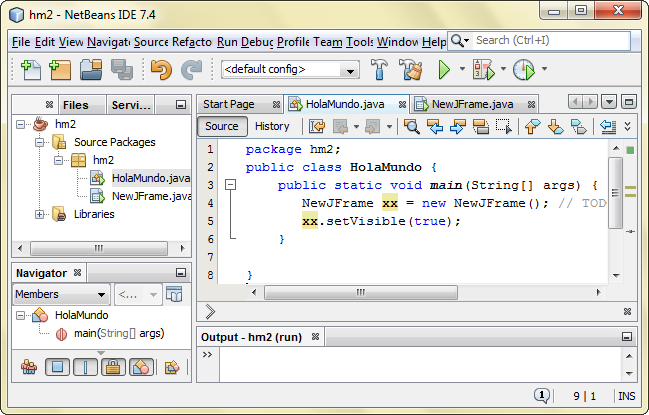 hm2 - NetBeans IDE 7.4
File Edit View Navigate Source Refactor Run Debug Profile Team Tools Window Help Search (Ctrl+I)
<default config>
Files Servi...
hm2
Source Packages
hm2
HolaMundo.java
NewJFrame.java
Libraries
Navigator
Members <...
HolaMundo
main(String[] args)
Start Page HolaMundo.java NewJFrame.java
Source History
1 package hm2;
2 public class HolaMundo {
3 public static void main(String[] args) {
4 NewJFrame xx = new NewJFrame(); // TOD
5 xx.setVisible(true);
6 }
7
8 }
Output - hm2 (run)
>>
1
9 | 1 INS